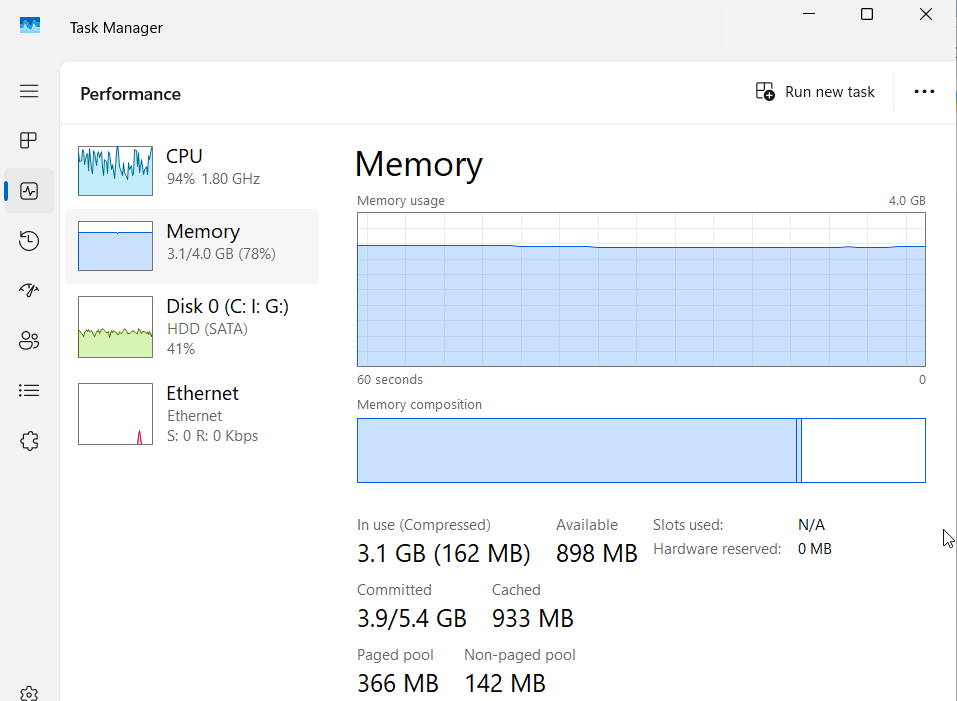 Task Manager
Performance
Run new task
CPU
94% 1.80 GHz
Memory
3.1/4.0 GB (78%)
Disk 0 (C: I: G:)
HDD (SATA)
41%
Ethernet
Ethernet
S: 0 R: 0 Kbps
Memory
Memory usage 4.0 GB
60 seconds 0
Memory composition
In use (Compressed) Available Slots used: N/A
3.1 GB (162 MB) 898 MB Hardware reserved: 0 MB
Committed Cached
3.9/5.4 GB 933 MB
Paged pool Non-paged pool
366 MB 142 MB